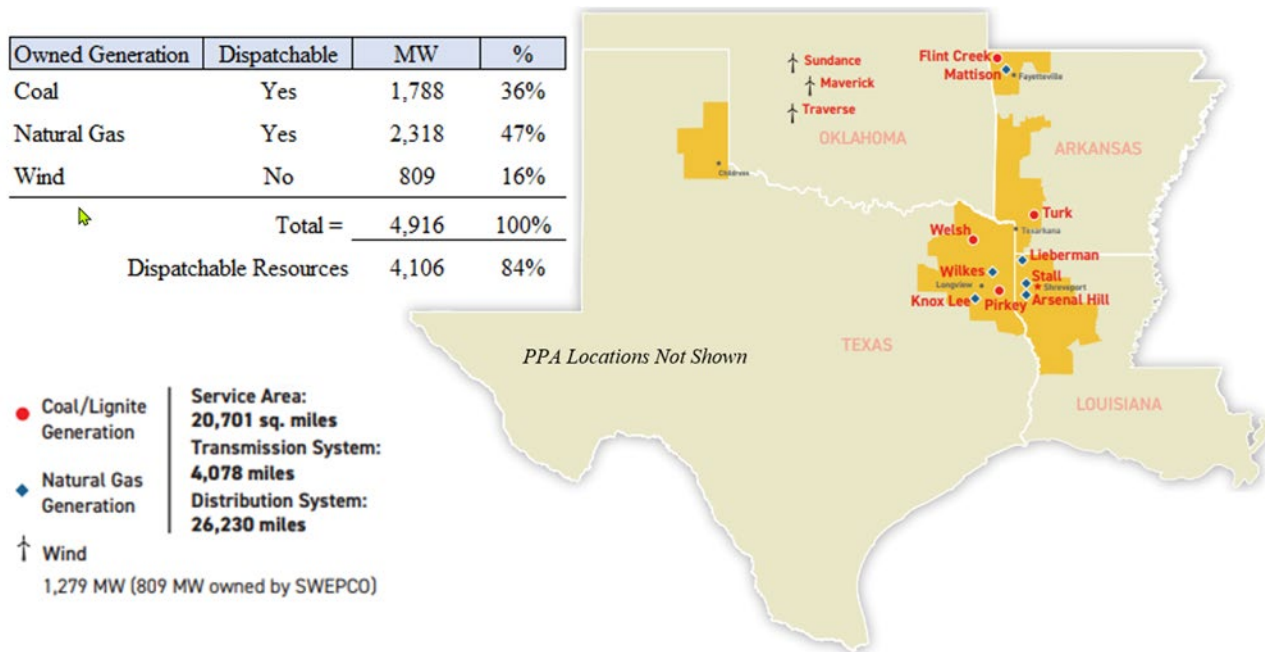 Owned Generation Dispatchable MW %
Coal Yes 1,788 36%
Natural Gas Yes 2,318 47%
Wind No 809 16%
Total = 4,916 100%
Dispatchable Resources 4,106 84%
Coal/Lignite
Generation
Natural Gas
Generation
Wind
1,279 MW (809 MW owned by SWEPCO)
Service Area:
20,701 sq. miles
Transmission System:
4,078 miles
Distribution System:
26,230 miles
Sundance
Maverick
Traverse
OKLAHOMA
Flint Creek
Mattison
Fayetteville
ARKANSAS
Childress
Turk
Texarkana
Welsh
Lieberman
Wilkes
Stall
Longview
Shreveport
Knox Lee
Pirkey
Arsenal Hill
PPA Locations Not Shown
TEXAS
LOUISIANA